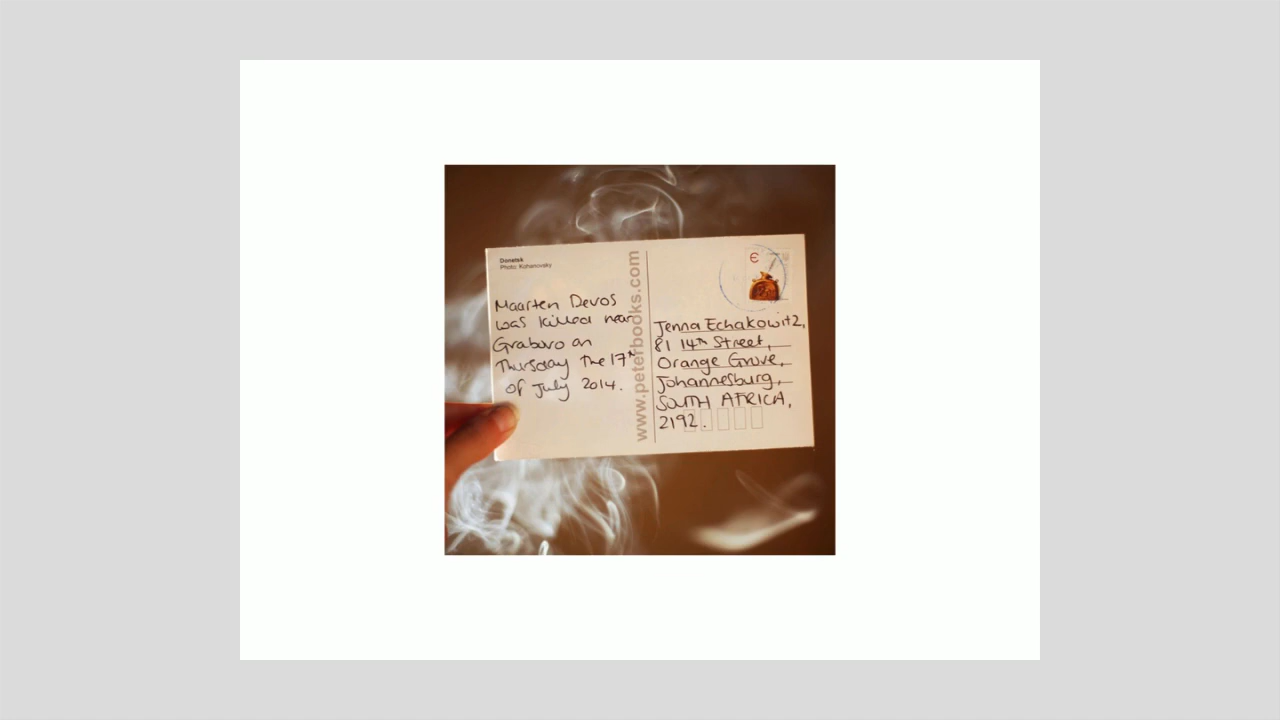 Donetsk
Photo: Kohanovsky
Maarten Devos
was killed near
Grabovo on
Thursday the 17th
of July 2014.
www.peterbooks.com
€
Jenna Echakowitz,
81 14th Street,
Orange Grove,
Johannesburg,
SOUTH AFRICA,
2192.